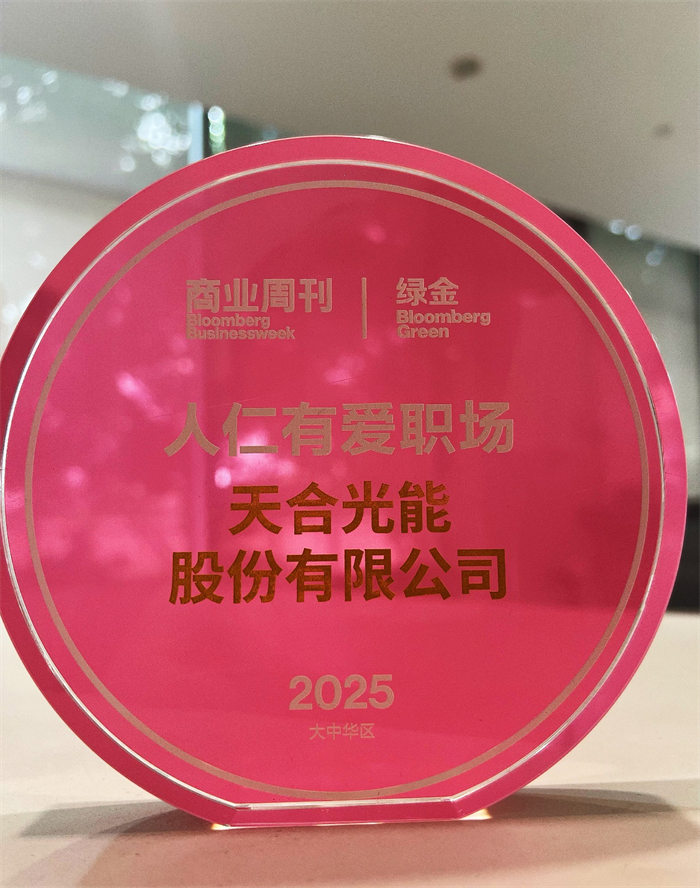 商业周刊
Bloomberg
Businessweek
绿金
Bloomberg
Green
人仁有爱职场
天合光能
股份有限公司
2025
大中华区